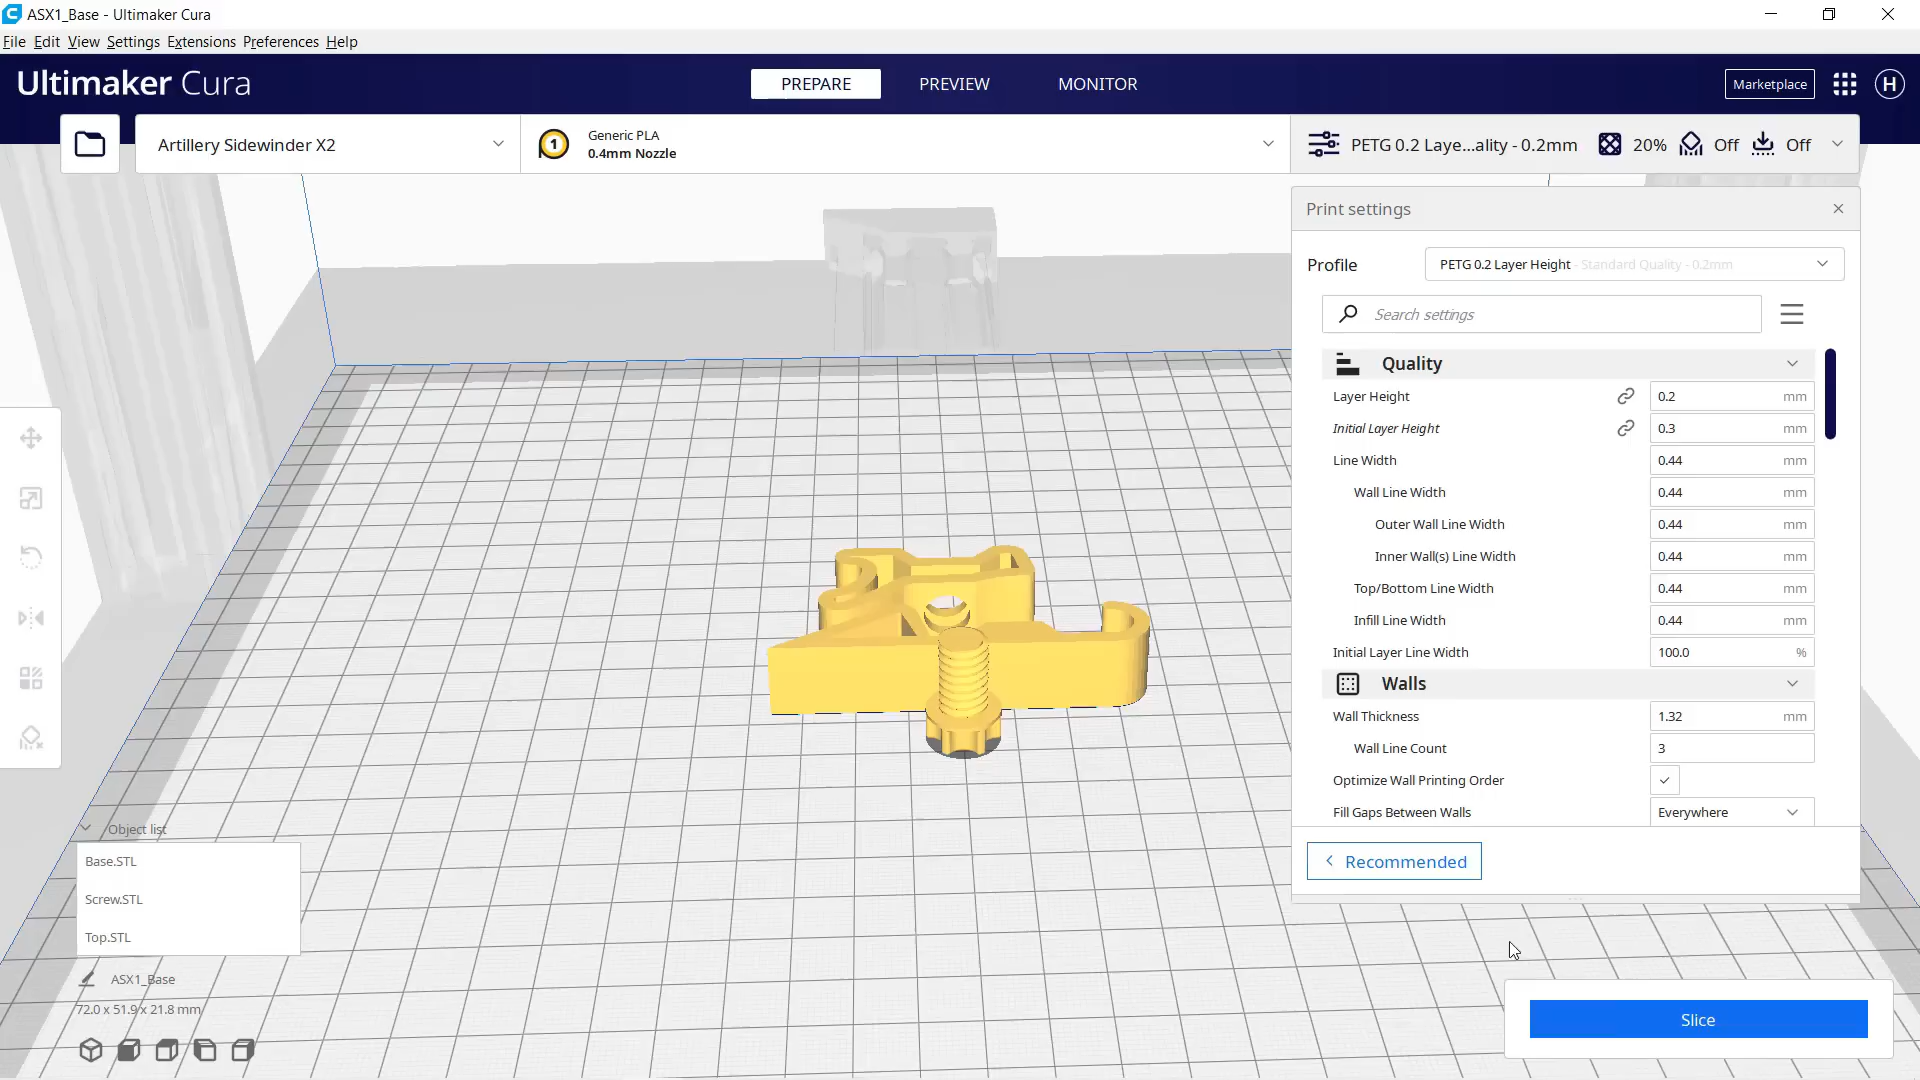 ASX1_Base - Ultimaker Cura
File Edit View Settings Extensions Preferences Help
Ultimaker Cura
PREPARE
PREVIEW
MONITOR
Marketplace
H
Artillery Sidewinder X2
1
Generic PLA
0.4mm Nozzle
PETG 0.2 Laye...ality - 0.2mm
20%
Off
Off
Print settings
Profile
PETG 0.2 Layer Height - Standard Quality - 0.2mm
Search settings
Quality
Layer Height 0.2 mm
Initial Layer Height 0.3 mm
Line Width 0.44 mm
Wall Line Width 0.44 mm
Outer Wall Line Width 0.44 mm
Inner Wall(s) Line Width 0.44 mm
Top/Bottom Line Width 0.44 mm
Infill Line Width 0.44 mm
Initial Layer Line Width 100.0 %
Walls
Wall Thickness 1.32 mm
Wall Line Count 3
Optimize Wall Printing Order
Fill Gaps Between Walls Everywhere
Recommended
Object list
Base.STL
Screw.STL
Top.STL
ASX1_Base
72.0 x 51.9 x 21.8 mm
Slice